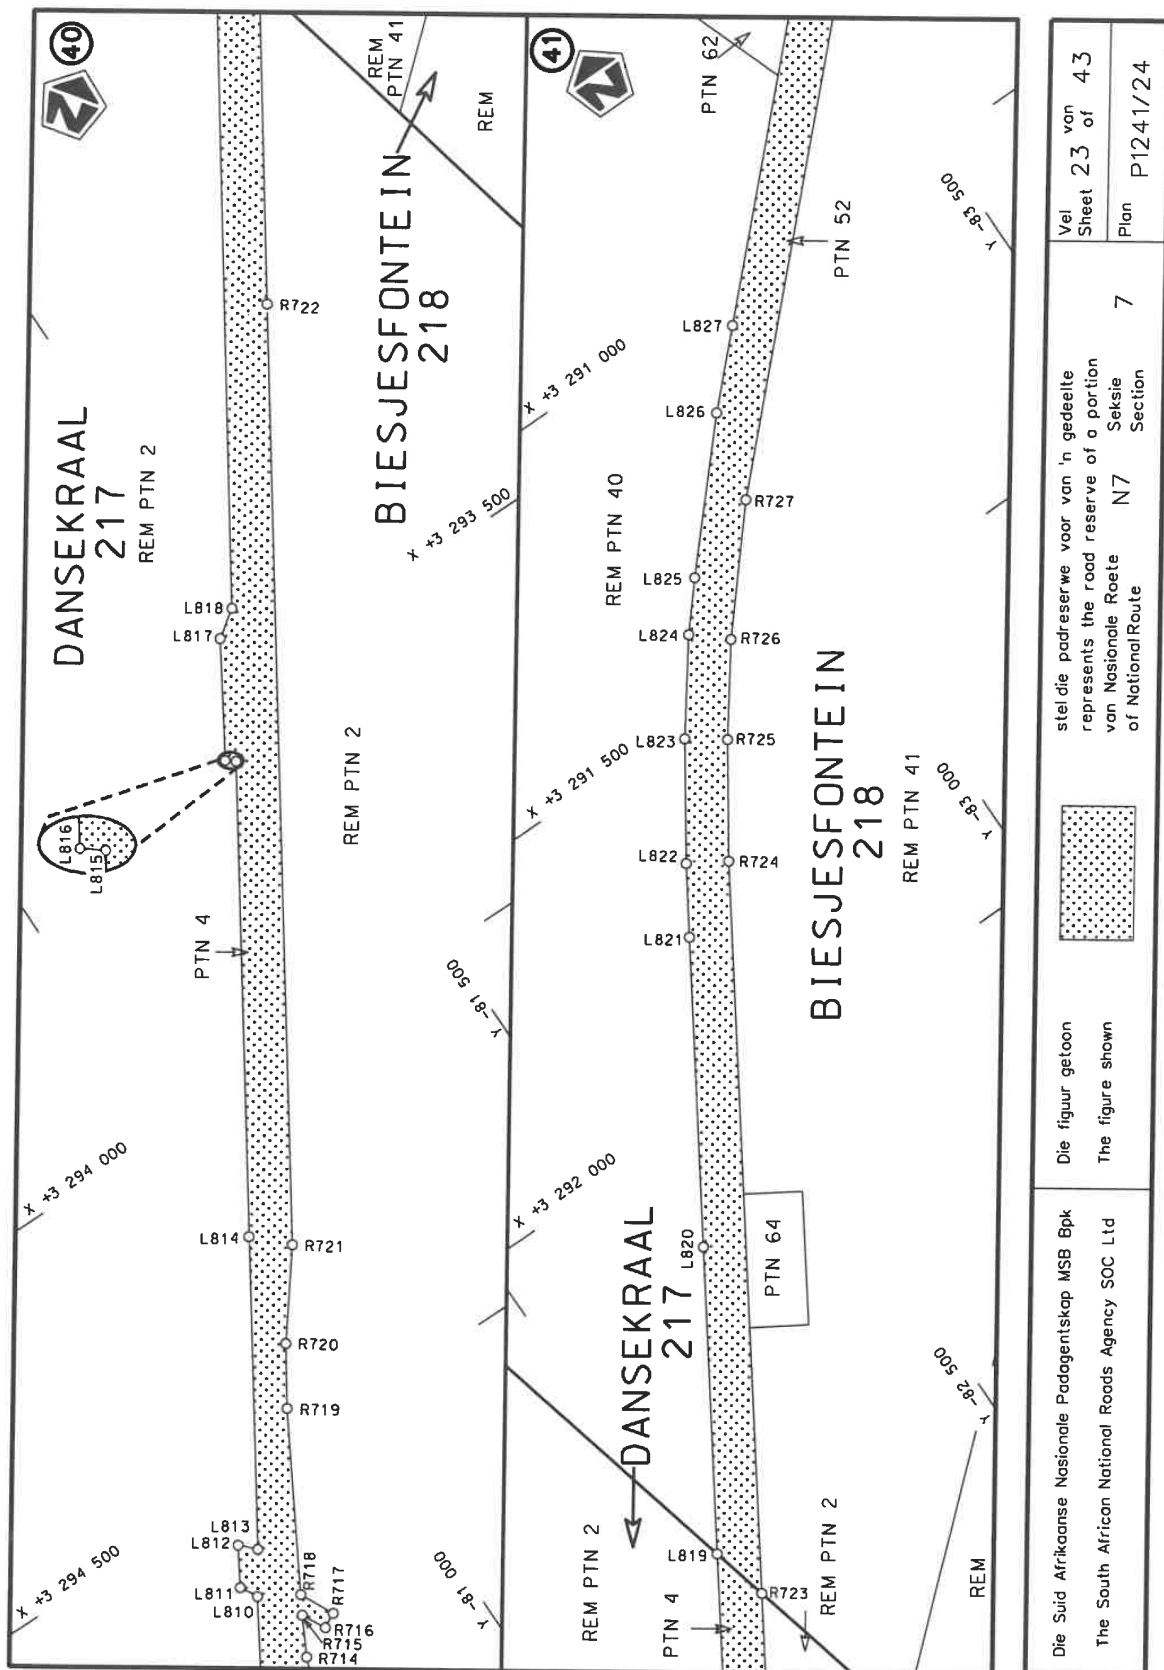 40
N
DANSEKRAAL
217
REM PTN 2
REM
PTN 41
REM
BIESJESFONTEIN
218
X +3 293 500
X +3 294 000
X +3 294 500
Y -81 500
Y -81 000
REM PTN 2
PTN 4
L810
L811
L812
L813
L814
L815
L816
L817
L818
R714
R715
R716
R717
R718
R719
R720
R721
R722
41
N
PTN 62
PTN 52
REM PTN 40
BIESJESFONTEIN
218
REM PTN 41
X +3 291 000
X +3 291 500
X +3 292 000
Y -83 500
Y -83 000
Y -82 500
DANSEKRAAL
217
PTN 64
REM PTN 2
PTN 4
REM PTN 2
REM
L819
L820
L821
L822
L823
L824
L825
L826
L827
R723
R724
R725
R726
R727
Die Suid Afrikaanse Nasionale Padagentskap MSB Bpk
The South African National Roads Agency SOC Ltd
Die figuur getoon
The figure shown
stel die padreserwe voor van 'n gedeelte
represents the road reserve of a portion
van Nasionale Roete N7 Seksie 7
of National Route Section
Vel 23 van 43
Sheet of
Plan P1241/24